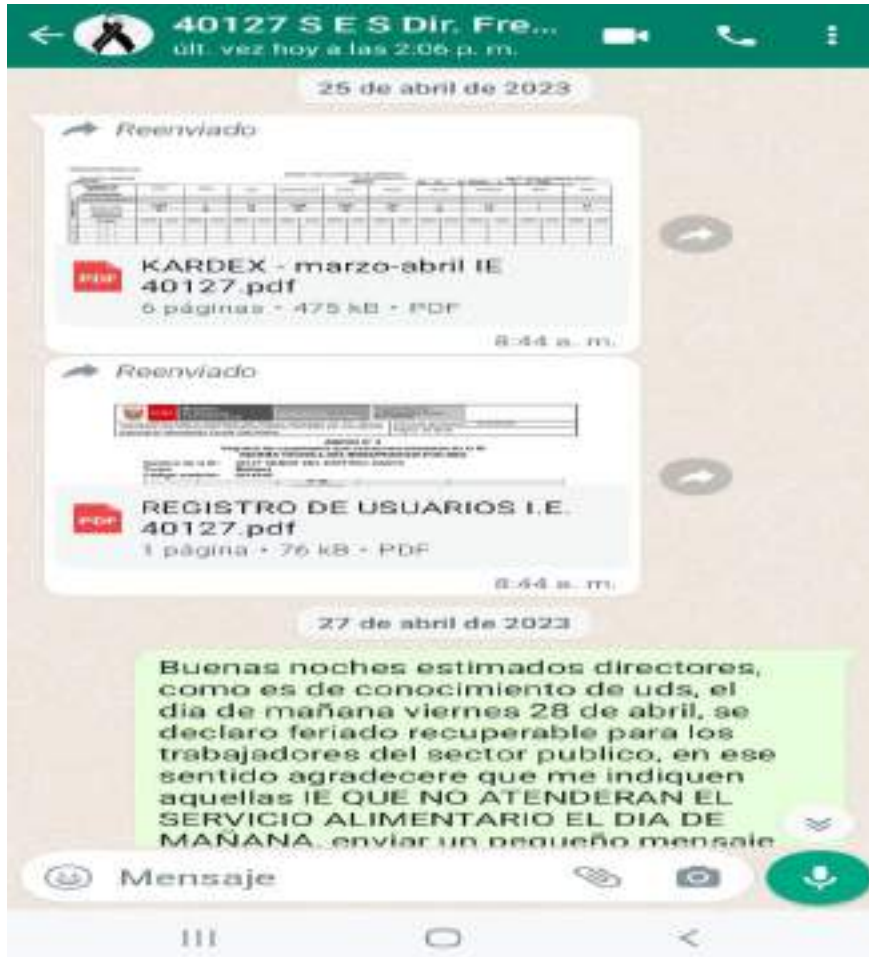 40127 S E S Dir. Fre...
últ. vez hoy a las 2:06 p. m.
25 de abril de 2023
Reenviado
PDF
KARDEX - marzo-abril IE
40127.pdf
6 páginas • 475 kB • PDF
8:44 a. m.
Reenviado
PDF
REGISTRO DE USUARIOS I.E.
40127.pdf
1 página • 76 kB • PDF
8:44 a. m.
27 de abril de 2023
Buenas noches estimados directores,
como es de conocimiento de uds, el
dia de mañana viernes 28 de abril, se
declaro feriado recuperable para los
trabajadores del sector publico, en ese
sentido agradecere que me indiquen
aquellas IE QUE NO ATENDERAN EL
SERVICIO ALIMENTARIO EL DIA DE
MAÑANA, enviar un pequeño mensaje
Mensaje